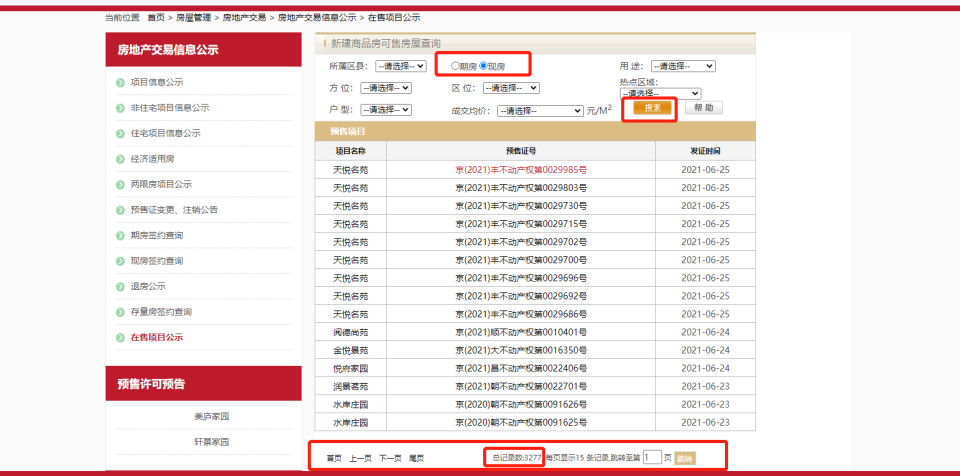 当前位置 首页 > 房屋管理 > 房地产交易 > 房地产交易信息公示 > 在售项目公示
房地产交易信息公示
项目信息公示
非住宅项目信息公示
住宅项目信息公示
经济适用房
两限房项目公示
预售证变更、注销公告
期房签约查询
现房签约查询
退房公示
存量房签约查询
在售项目公示
预售许可预告
美庐家园
轩景家园
新建商品房可售房屋查询
所属区县: --请选择-- 期房 现房 用 途: --请选择--
方 位: --请选择-- 区 位: --请选择-- 热点区域: --请选择--
户 型: --请选择-- 成交均价: --请选择-- 元/M2 搜索 帮 助
预售项目
项目名称 预售证号 发证时间
天悦名苑 京(2021)丰不动产权第0029985号 2021-06-25
天悦名苑 京(2021)丰不动产权第0029803号 2021-06-25
天悦名苑 京(2021)丰不动产权第0029730号 2021-06-25
天悦名苑 京(2021)丰不动产权第0029715号 2021-06-25
天悦名苑 京(2021)丰不动产权第0029702号 2021-06-25
天悦名苑 京(2021)丰不动产权第0029700号 2021-06-25
天悦名苑 京(2021)丰不动产权第0029696号 2021-06-25
天悦名苑 京(2021)丰不动产权第0029692号 2021-06-25
天悦名苑 京(2021)丰不动产权第0029686号 2021-06-25
阅德尚苑 京(2021)顺不动产权第0010401号 2021-06-24
金悦景苑 京(2021)大不动产权第0016350号 2021-06-24
悦府家园 京(2021)昌不动产权第0022406号 2021-06-24
润景茗苑 京(2021)朝不动产权第0022701号 2021-06-23
水岸庄园 京(2020)朝不动产权第0091626号 2021-06-23
水岸庄园 京(2020)朝不动产权第0091625号 2021-06-23
首页 上一页 下一页 尾页 总记录数:3277, 每页显示15 条记录,跳转至第 1 页 跳转